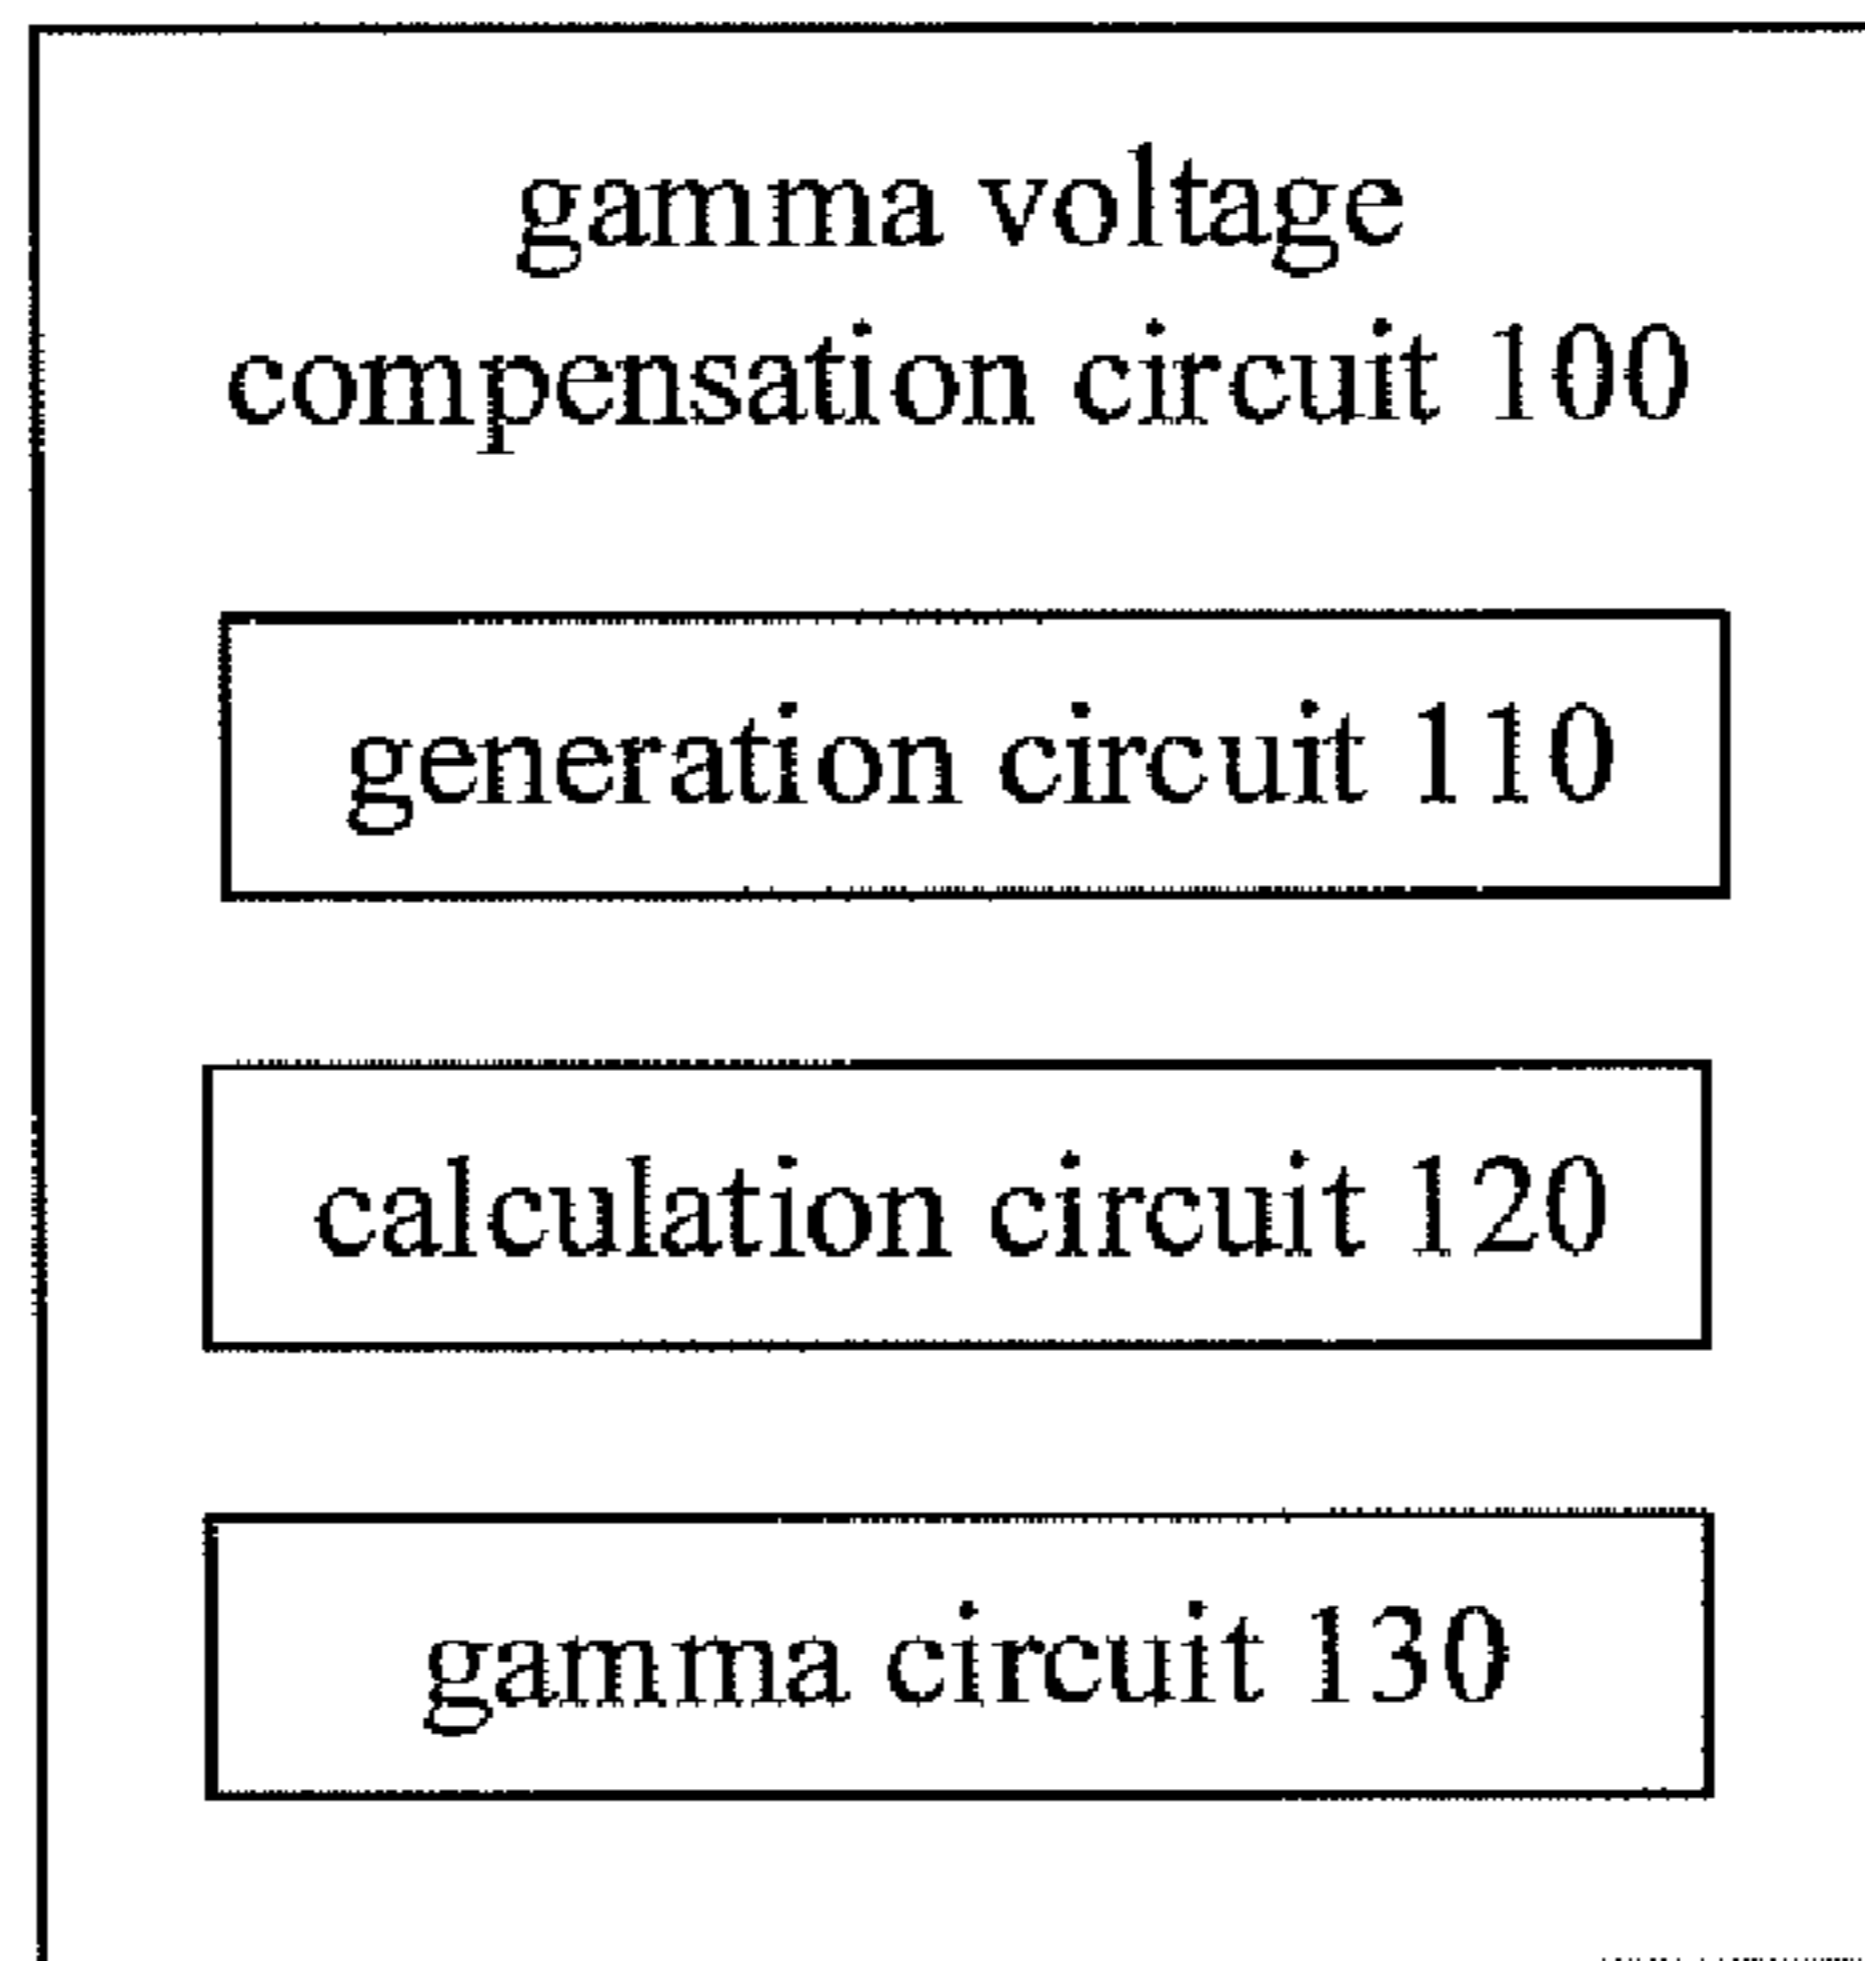 gamma voltage
compensation circuit 100
generation circuit 110
calculation circuit 120
gamma circuit 130